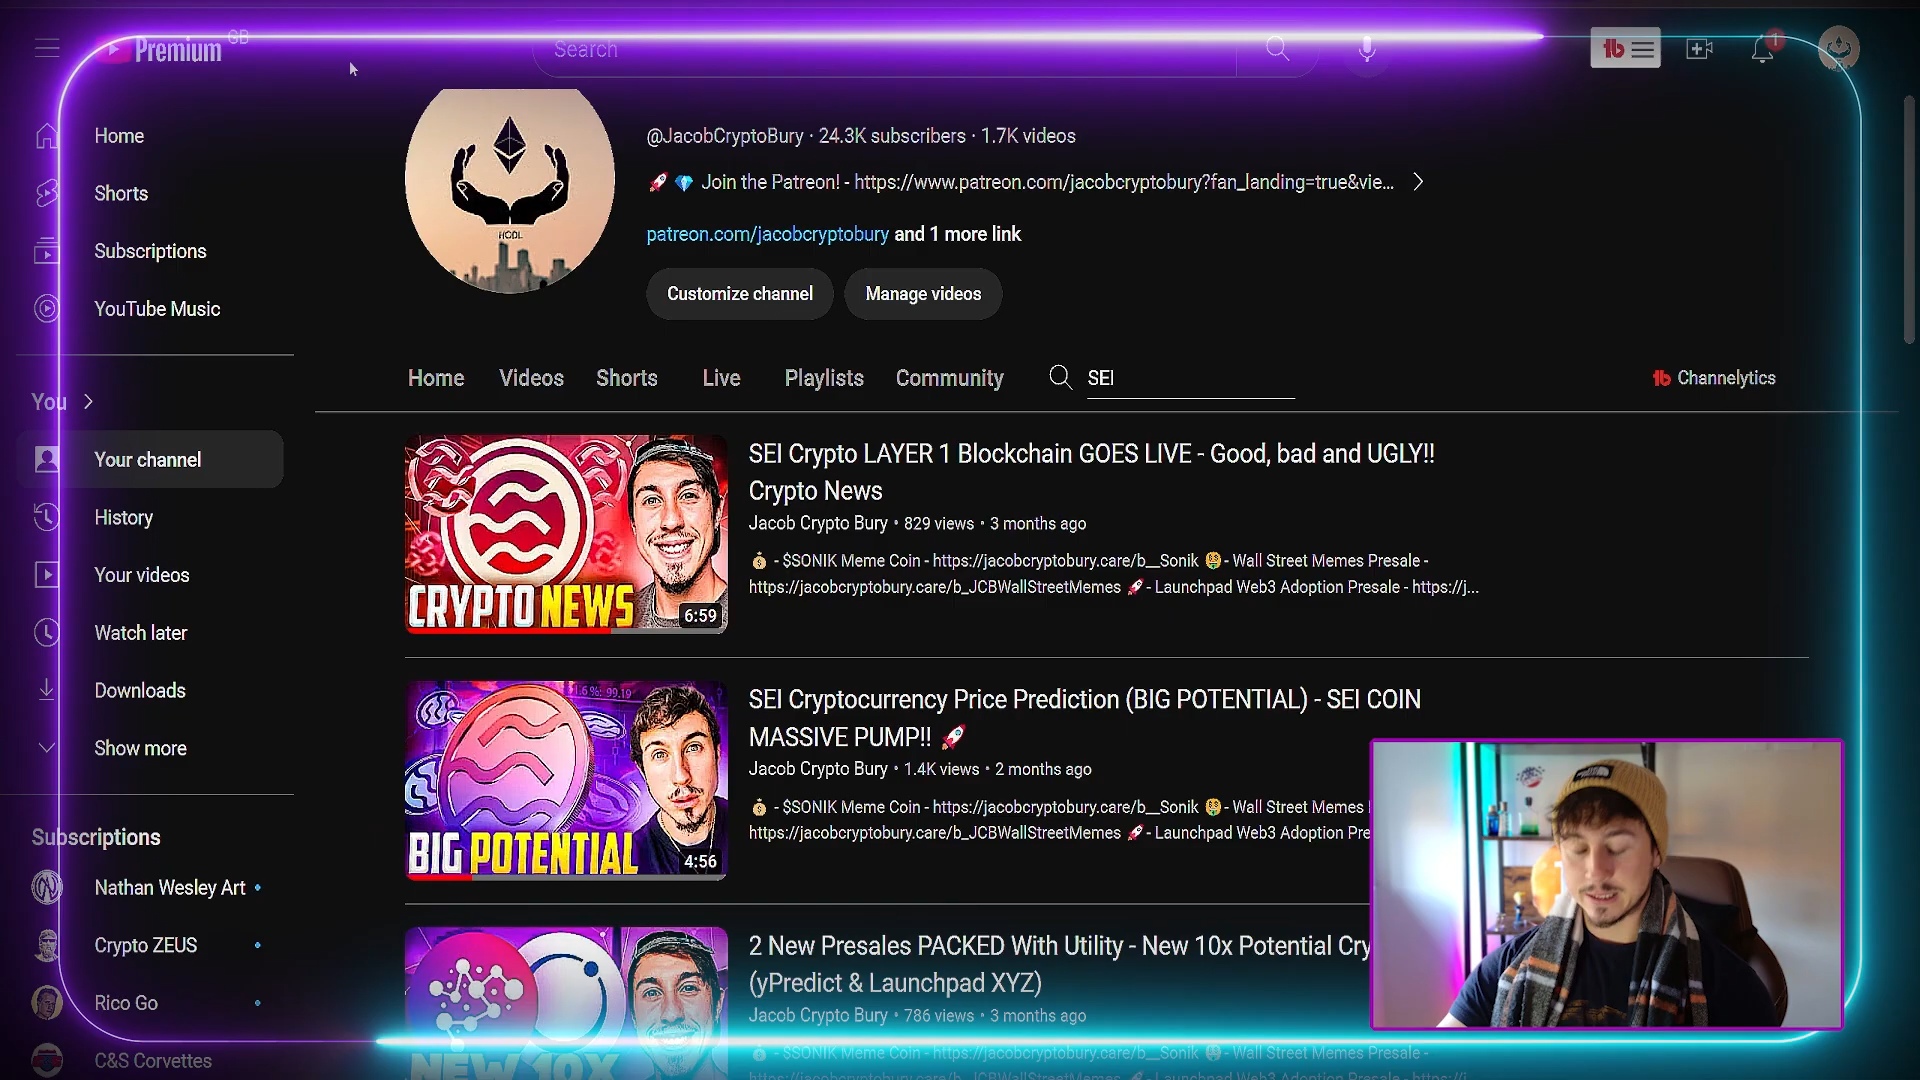 Premium GB
Search
1
Home
Shorts
Subscriptions
YouTube Music
You
Your channel
History
Your videos
Watch later
Downloads
Show more
Subscriptions
Nathan Wesley Art
Crypto ZEUS
Rico Go
C&S Corvettes
HODL
@JacobCryptoBury · 24.3K subscribers · 1.7K videos
🚀 💎 Join the Patreon! - https://www.patreon.com/jacobcryptobury?fan_landing=true&vie...
patreon.com/jacobcryptobury and 1 more link
Customize channel
Manage videos
Home Videos Shorts Live Playlists Community SEI
Channelytics
CRYPTO NEWS
6:59
SEI Crypto LAYER 1 Blockchain GOES LIVE - Good, bad and UGLY!!
Crypto News
Jacob Crypto Bury • 829 views • 3 months ago
💰 - $SONIK Meme Coin - https://jacobcryptobury.care/b__Sonik 🤑 - Wall Street Memes Presale -
https://jacobcryptobury.care/b_JCBWallStreetMemes 🚀 - Launchpad Web3 Adoption Presale - https://j...
1.6%: 99.19
BIG POTENTIAL
4:56
SEI Cryptocurrency Price Prediction (BIG POTENTIAL) - SEI COIN
MASSIVE PUMP!! 🚀
Jacob Crypto Bury • 1.4K views • 2 months ago
💰 - $SONIK Meme Coin - https://jacobcryptobury.care/b__Sonik 🤑 - Wall Street Memes
https://jacobcryptobury.care/b_JCBWallStreetMemes 🚀 - Launchpad Web3 Adoption Pre
NEW 10X
2 New Presales PACKED With Utility - New 10x Potential Cry
(yPredict & Launchpad XYZ)
Jacob Crypto Bury • 786 views • 3 months ago
💰 - $SONIK Meme Coin - https://jacobcryptobury.care/b__Sonik 🤑 - Wall Street Memes Presale -